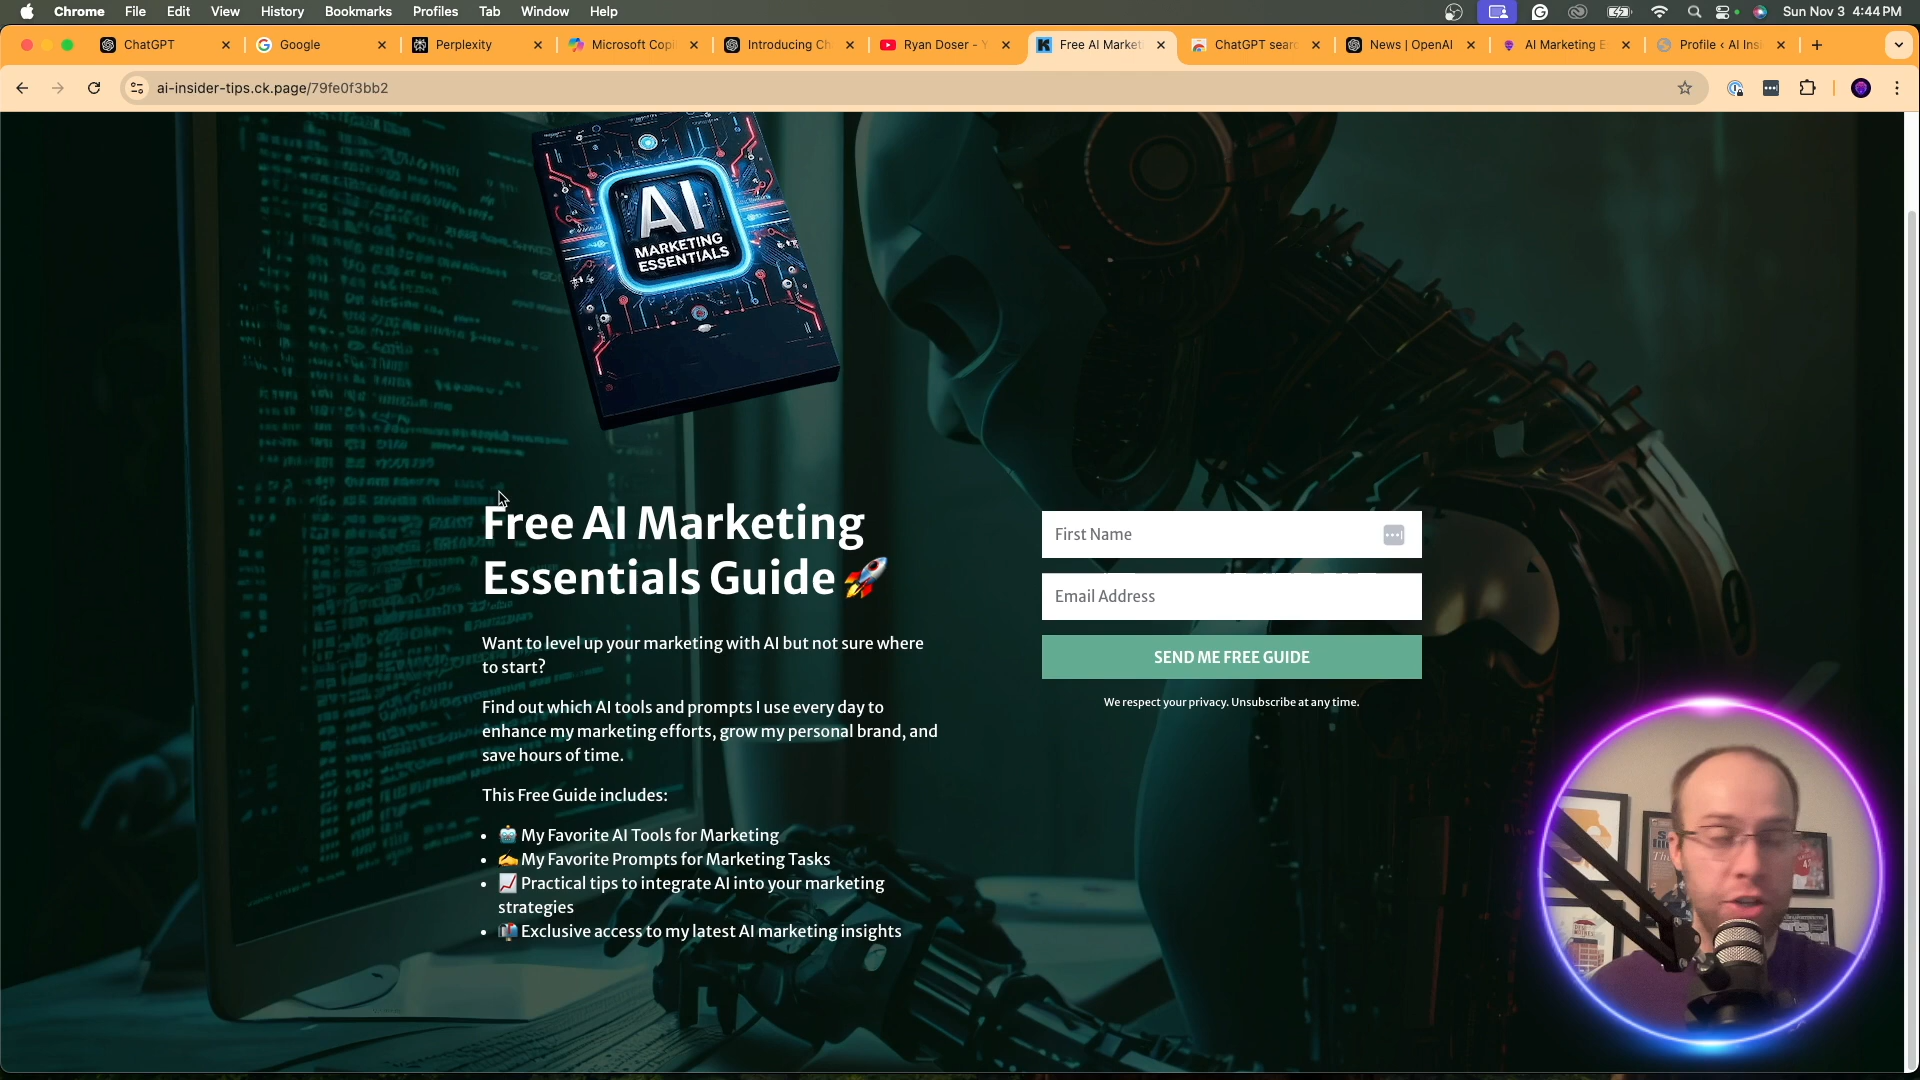 Chrome File Edit View History Bookmarks Profiles Tab Window Help Sun Nov 3 4:44 PM
ChatGPT Google Perplexity Microsoft Copi Introducing Ch Ryan Doser - Y Free AI Market ChatGPT searc News | OpenAI AI Marketing E Profile ‹ AI Insi
ai-insider-tips.ck.page/79fe0f3bb2
AI
MARKETING
ESSENTIALS
Free AI Marketing
Essentials Guide 🚀
Want to level up your marketing with AI but not sure where
to start?
Find out which AI tools and prompts I use every day to
enhance my marketing efforts, grow my personal brand, and
save hours of time.
This Free Guide includes:
• 🤖 My Favorite AI Tools for Marketing
• ✍️ My Favorite Prompts for Marketing Tasks
• 📈 Practical tips to integrate AI into your marketing
strategies
• 📬 Exclusive access to my latest AI marketing insights
First Name
Email Address
SEND ME FREE GUIDE
We respect your privacy. Unsubscribe at any time.